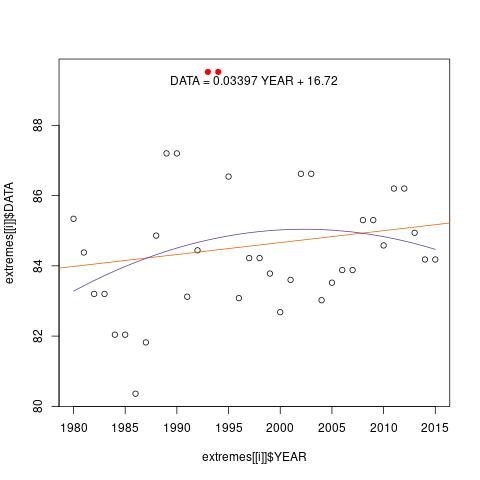 DATA = 0.03397 YEAR + 16.72
88
86
84
82
80
extremes[[i]]$DATA
1980 1985 1990 1995 2000 2005 2010 2015
extremes[[i]]$YEAR